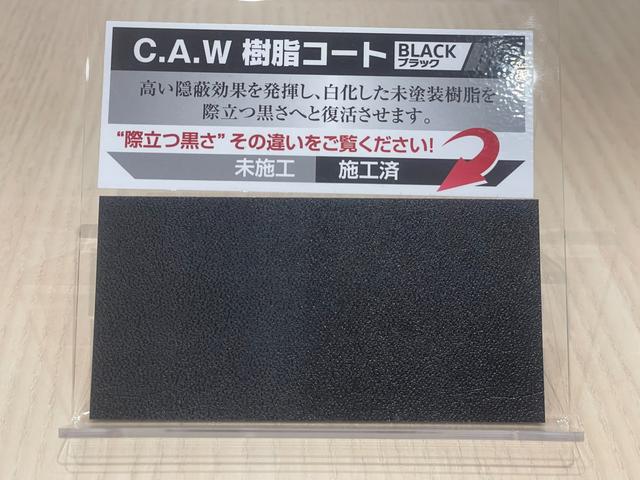 C.A.W 樹脂コート BLACK ブラック
高い隠蔽効果を発揮し、白化した未塗装樹脂を
際立つ黒さへと復活させます。
“際立つ黒さ”その違いをご覧ください!
未施工 施工済